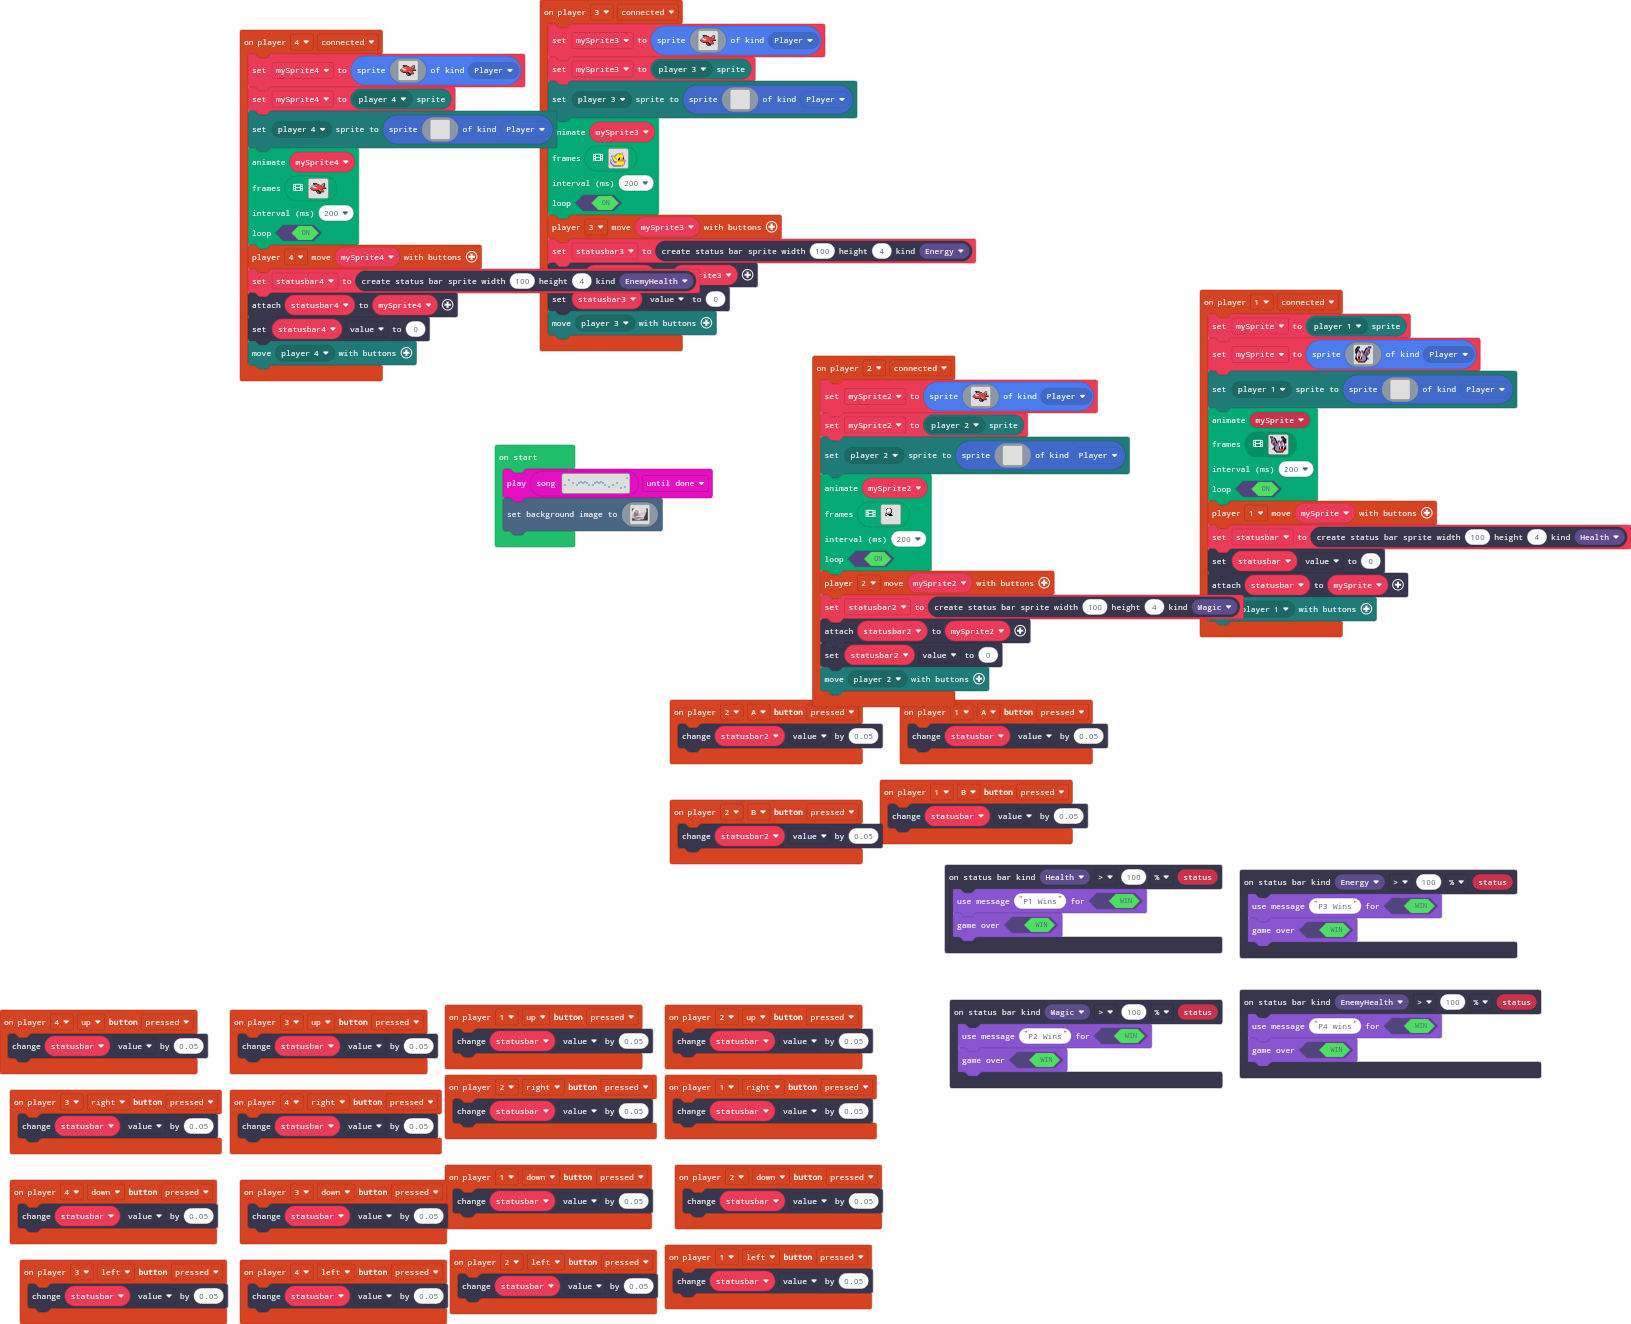 on player 3 connected
set mySprite3 to sprite of kind Player
set mySprite3 to player 3 sprite
set player 3 sprite to sprite of kind Player
animate mySprite3
frames
interval (ms) 200
loop ON
player 3 move mySprite3 with buttons
set statusbar3 to create status bar sprite width 100 height 4 kind Energy
set statusbar3 value to 0
move player 3 with buttons
on player 4 connected
set mySprite4 to sprite of kind Player
set mySprite4 to player 4 sprite
set player 4 sprite to sprite of kind Player
animate mySprite4
frames
interval (ms) 200
loop ON
player 4 move mySprite4 with buttons
set statusbar4 to create status bar sprite width 100 height 4 kind EnemyHealth
attach statusbar4 to mySprite4
set statusbar4 value to 0
move player 4 with buttons
on player 1 connected
set mySprite to player 1 sprite
set mySprite to sprite of kind Player
set player 1 sprite to sprite of kind Player
animate mySprite
frames
interval (ms) 200
loop ON
player 1 move mySprite with buttons
set statusbar to create status bar sprite width 100 height 4 kind Health
set statusbar value to 0
attach statusbar to mySprite
player 1 with buttons
on player 2 connected
set mySprite2 to sprite of kind Player
set mySprite2 to player 2 sprite
set player 2 sprite to sprite of kind Player
animate mySprite2
frames
interval (ms) 200
loop ON
player 2 move mySprite2 with buttons
set statusbar2 to create status bar sprite width 100 height 4 kind Magic
attach statusbar2 to mySprite2
set statusbar2 value to 0
move player 2 with buttons
on start
play song until done
set background image to
on player 2 A button pressed
change statusbar2 value by 0.05
on player 1 A button pressed
change statusbar value by 0.05
on player 2 B button pressed
change statusbar2 value by 0.05
on player 1 B button pressed
change statusbar value by 0.05
on status bar kind Health > 100 % status
use message "P1 Wins" for WIN
game over WIN
on status bar kind Energy > 100 % status
use message "P3 Wins" for WIN
game over WIN
on status bar kind Magic > 100 % status
use message "P2 Wins" for WIN
game over WIN
on status bar kind EnemyHealth > 100 % status
use message "P4 wins" for WIN
game over WIN
on player 4 up button pressed
change statusbar value by 0.05
on player 3 up button pressed
change statusbar value by 0.05
on player 1 up button pressed
change statusbar value by 0.05
on player 2 up button pressed
change statusbar value by 0.05
on player 3 right button pressed
change statusbar value by 0.05
on player 4 right button pressed
change statusbar value by 0.05
on player 2 right button pressed
change statusbar value by 0.05
on player 1 right button pressed
change statusbar value by 0.05
on player 4 down button pressed
change statusbar value by 0.05
on player 3 down button pressed
change statusbar value by 0.05
on player 1 down button pressed
change statusbar value by 0.05
on player 2 down button pressed
change statusbar value by 0.05
on player 3 left button pressed
change statusbar value by 0.05
on player 4 left button pressed
change statusbar value by 0.05
on player 2 left button pressed
change statusbar value by 0.05
on player 1 left button pressed
change statusbar value by 0.05